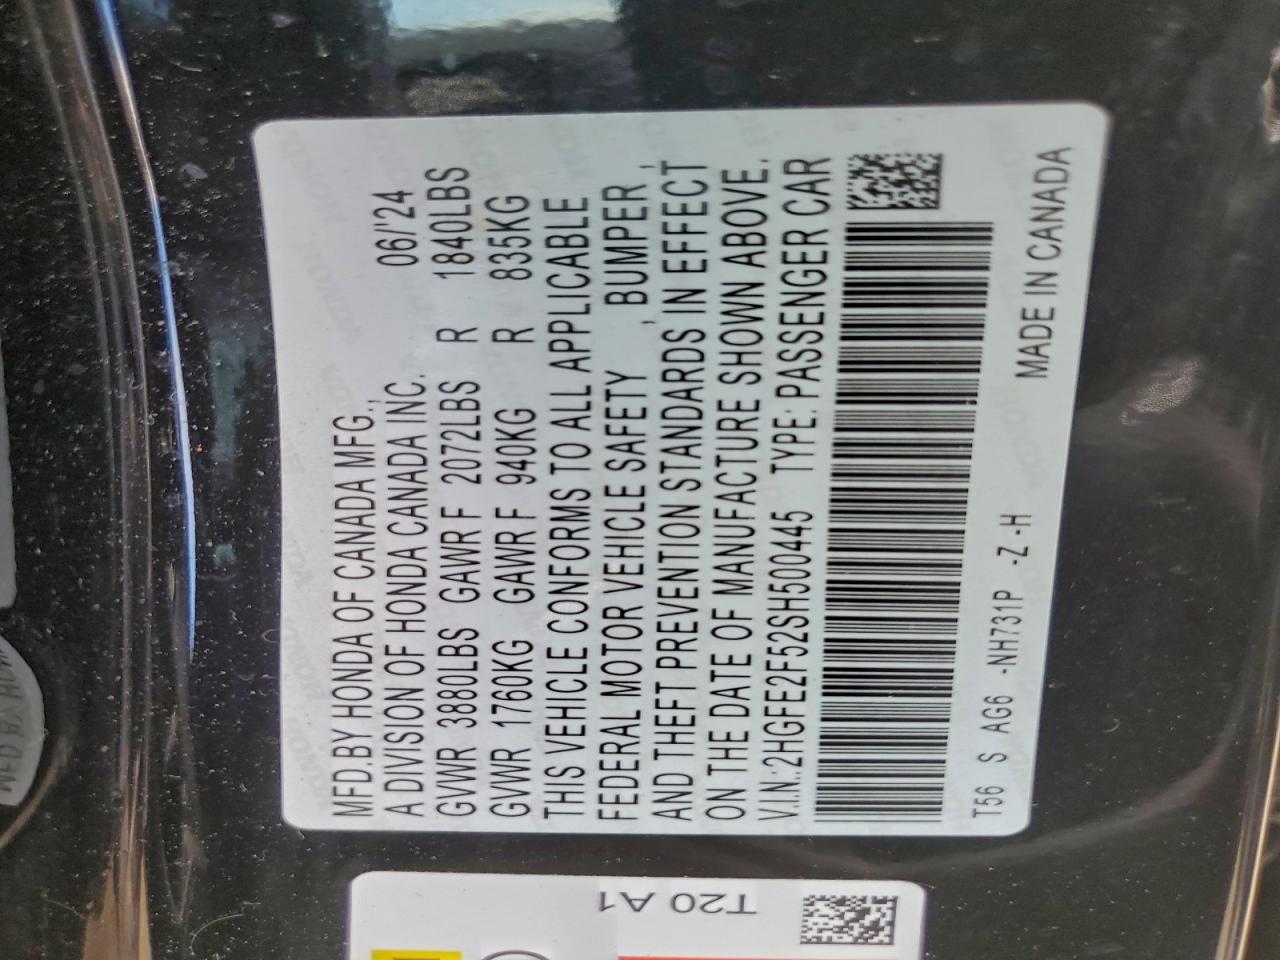 MFD.BY HONDA OF CANADA MFG.,
A DIVISION OF HONDA CANADA INC. 06/'24
GVWR 3880LBS GAWR F 2072LBS R 1840LBS
GVWR 1760KG GAWR F 940KG R 835KG
THIS VEHICLE CONFORMS TO ALL APPLICABLE
FEDERAL MOTOR VEHICLE SAFETY , BUMPER ,
AND THEFT PREVENTION STANDARDS IN EFFECT
ON THE DATE OF MANUFACTURE SHOWN ABOVE.
V.I.N.:2HGFE2F52SH500445 TYPE: PASSENGER CAR
T56 S AG6 -NH731P -Z -H MADE IN CANADA
T20 A1